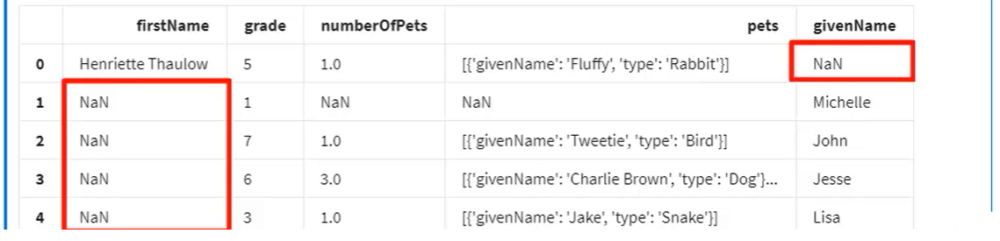 firstName grade numberOfPets pets givenName
0 Henriette Thaulow 5 1.0 [{'givenName': 'Fluffy', 'type': 'Rabbit'}] NaN
1 NaN 1 NaN NaN Michelle
2 NaN 7 1.0 [{'givenName': 'Tweetie', 'type': 'Bird'}] John
3 NaN 6 3.0 [{'givenName': 'Charlie Brown', 'type': 'Dog'}... Jesse
4 NaN 3 1.0 [{'givenName': 'Jake', 'type': 'Snake'}] Lisa